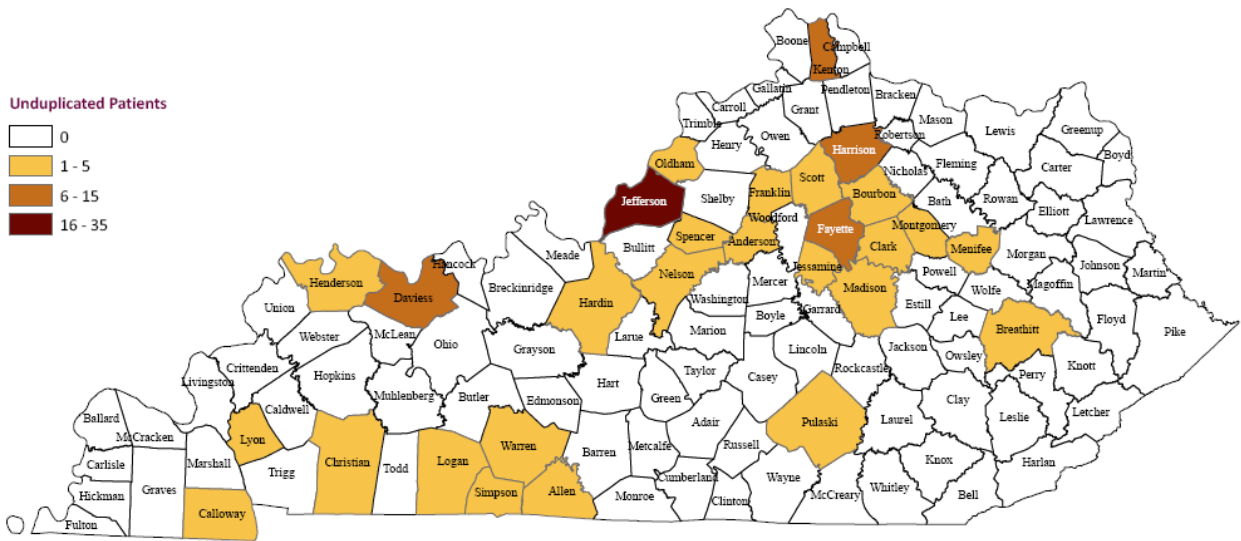 Unduplicated Patients
0
1 - 5
6 - 15
16 - 35
Boone
Campbell
Kenton
Gallatin
Pendleton
Bracken
Carroll
Grant
Trimble
Owen
Robertson
Mason
Lewis
Greenup
Henry
Harrison
Oldham
Nicholas
Fleming
Carter
Boyd
Scott
Franklin
Bourbon
Bath
Rowan
Elliott
Lawrence
Jefferson
Shelby
Woodford
Fayette
Montgomery
Spencer
Anderson
Clark
Menifee
Morgan
Bullitt
Meade
Hancock
Jessamine
Powell
Johnson
Martin
Henderson
Breckinridge
Nelson
Mercer
Madison
Wolfe
Magoffin
Daviess
Hardin
Washington
Union
Boyle
Garrard
Estill
Lee
Floyd
Pike
Webster
McLean
Ohio
Larue
Marion
Breathitt
Grayson
Lincoln
Jackson
Owsley
Crittenden
Hopkins
Taylor
Rockcastle
Perry
Knott
Livingston
Hart
Casey
Muhlenberg
Butler
Edmonson
Green
Clay
Caldwell
Leslie
Letcher
Ballard
McCracken
Lyon
Warren
Adair
Pulaski
Laurel
Barren
Metcalfe
Russell
Carlisle
Marshall
Trigg
Christian
Todd
Logan
Knox
Harlan
Graves
Simpson
Allen
Cumberland
Wayne
Whitley
Hickman
Monroe
Clinton
McCreary
Bell
Calloway
Fulton